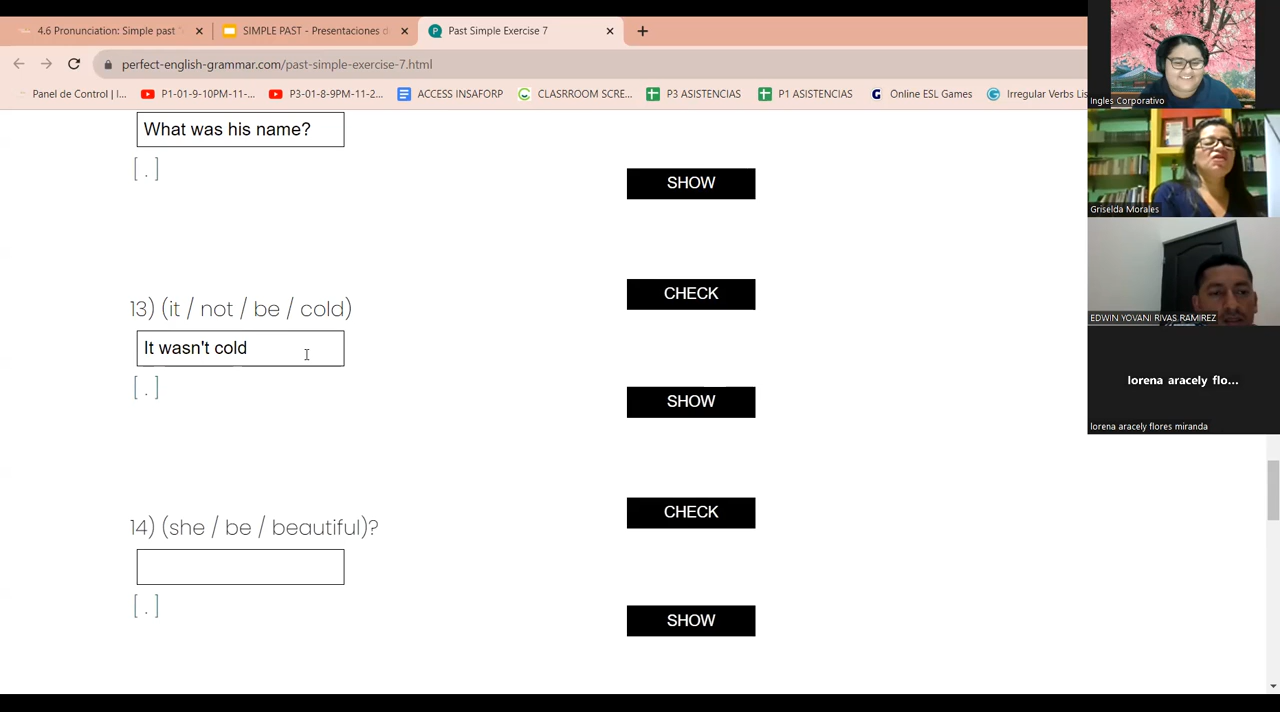 4.6 Pronunciation: Simple past
SIMPLE PAST - Presentaciones d
Past Simple Exercise 7
perfect-english-grammar.com/past-simple-exercise-7.html
Panel de Control | I...
P1-01-9-10PM-11-...
P3-01-8-9PM-11-2...
ACCESS INSAFORP
CLASRROOM SCRE...
P3 ASISTENCIAS
P1 ASISTENCIAS
Online ESL Games
Irregular Verbs Lis
Ingles Corporativo
What was his name?
[ . ]
SHOW
Griselda Morales
CHECK
13) (it / not / be / cold)
It wasn't cold
[ . ]
SHOW
EDWIN YOVANI RIVAS RAMIREZ
lorena aracely flo...
lorena aracely flores miranda
CHECK
14) (she / be / beautiful)?
[ . ]
SHOW